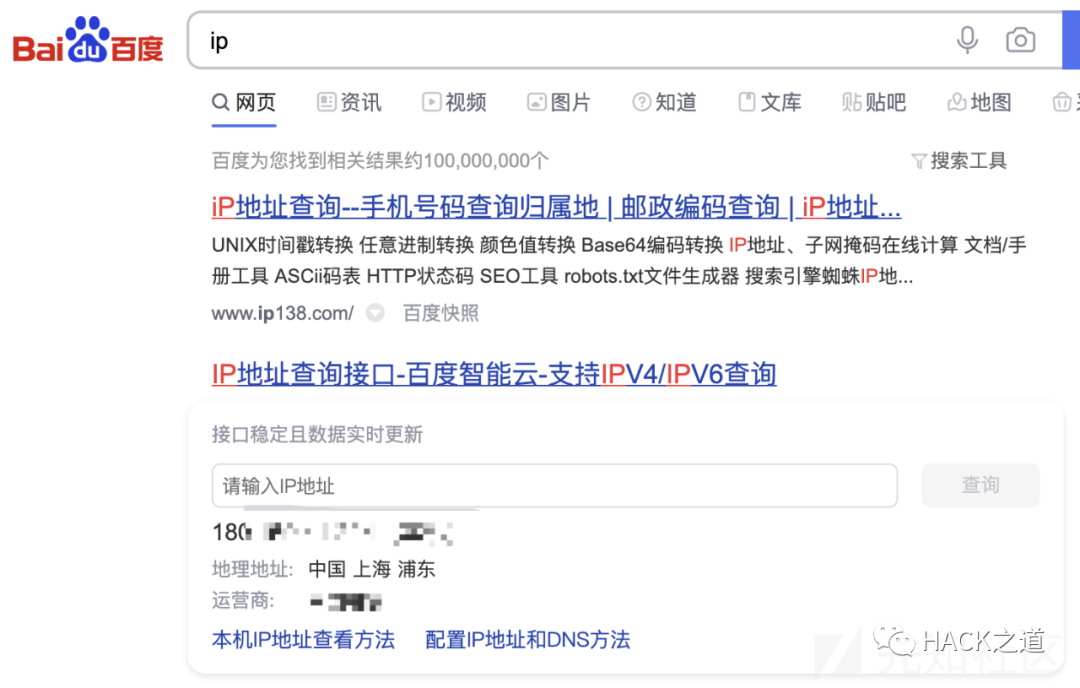 Bai du 百度
ip
网页 资讯 视频 图片 知道 文库 贴吧 地图
百度为您找到相关结果约100,000,000个 搜索工具
iP地址查询--手机号码查询归属地 | 邮政编码查询 | iP地址...
UNIX时间戳转换 任意进制转换 颜色值转换 Base64编码转换 IP地址、子网掩码在线计算 文档/手
册工具 ASCii码表 HTTP状态码 SEO工具 robots.txt文件生成器 搜索引擎蜘蛛IP地...
www.ip138.com/ 百度快照
IP地址查询接口-百度智能云-支持IPV4/IPV6查询
接口稳定且数据实时更新
请输入IP地址 查询
180
地理地址: 中国 上海 浦东
运营商:
本机IP地址查看方法 配置IP地址和DNS方法
HACK之道